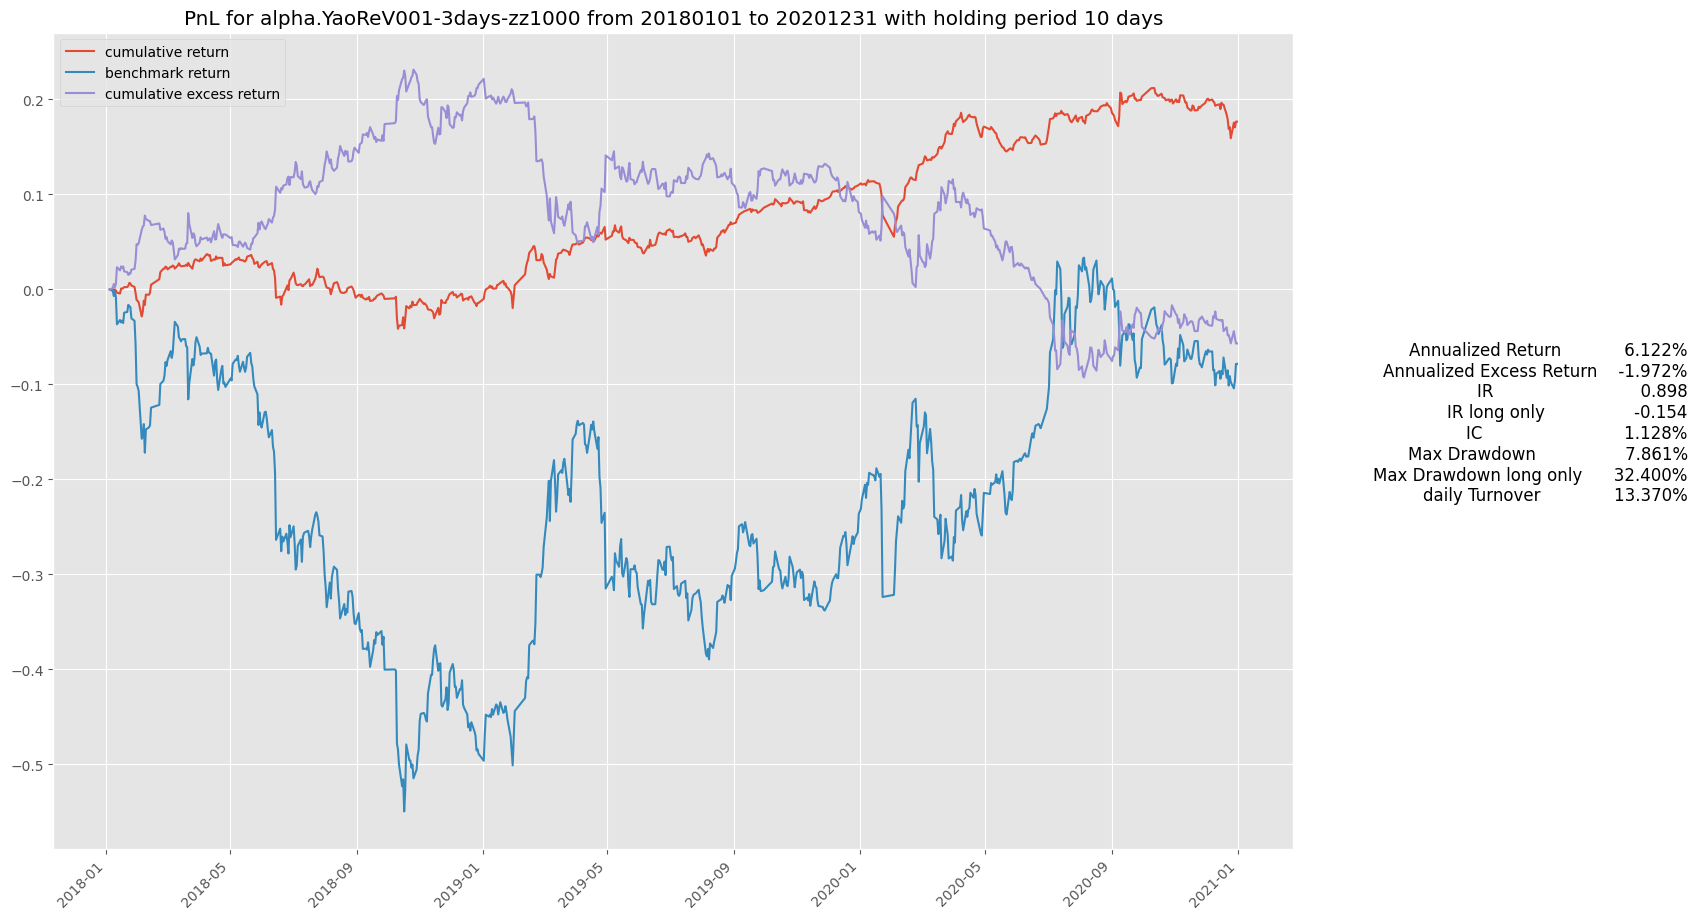 PnL for alpha.YaoReV001-3days-zz1000 from 20180101 to 20201231 with holding period 10 days
cumulative return
benchmark return
cumulative excess return
0.2
0.1
0.0
−0.1
−0.2
−0.3
−0.4
−0.5
2018-01
2018-05
2018-09
2019-01
2019-05
2019-09
2020-01
2020-05
2020-09
2021-01
Annualized Return 6.122%
Annualized Excess Return -1.972%
IR 0.898
IR long only -0.154
IC 1.128%
Max Drawdown 7.861%
Max Drawdown long only 32.400%
daily Turnover 13.370%